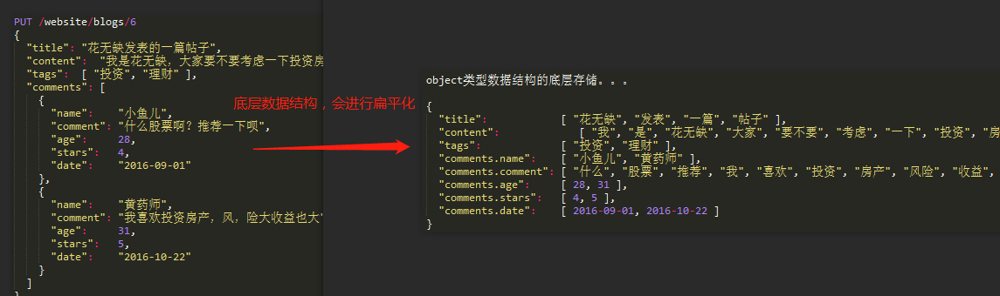 PUT /website/blogs/6
{
"title": "花无缺发表的一篇帖子",
"content": "我是花无缺，大家要不要考虑一下投资房
"tags": [ "投资", "理财" ],
"comments": [
{
"name": "小鱼儿",
"comment": "什么股票啊？推荐一下呗",
"age": 28,
"stars": 4,
"date": "2016-09-01"
},
{
"name": "黄药师",
"comment": "我喜欢投资房产，风，险大收益也大"
"age": 31,
"stars": 5,
"date": "2016-10-22"
}
]
底层数据结构，会进行扁平化
object类型数据结构的底层存储。。。
{
"title": [ "花无缺", "发表", "一篇", "帖子" ],
"content": [ "我", "是", "花无缺", "大家", "要不要", "考虑", "一下", "投资", "房
"tags": [ "投资", "理财" ],
"comments.name": [ "小鱼儿", "黄药师" ],
"comments.comment": [ "什么", "股票", "推荐", "我", "喜欢", "投资", "房产", "风险", "收益",
"comments.age": [ 28, 31 ],
"comments.stars": [ 4, 5 ],
"comments.date": [ 2016-09-01, 2016-10-22 ]
}